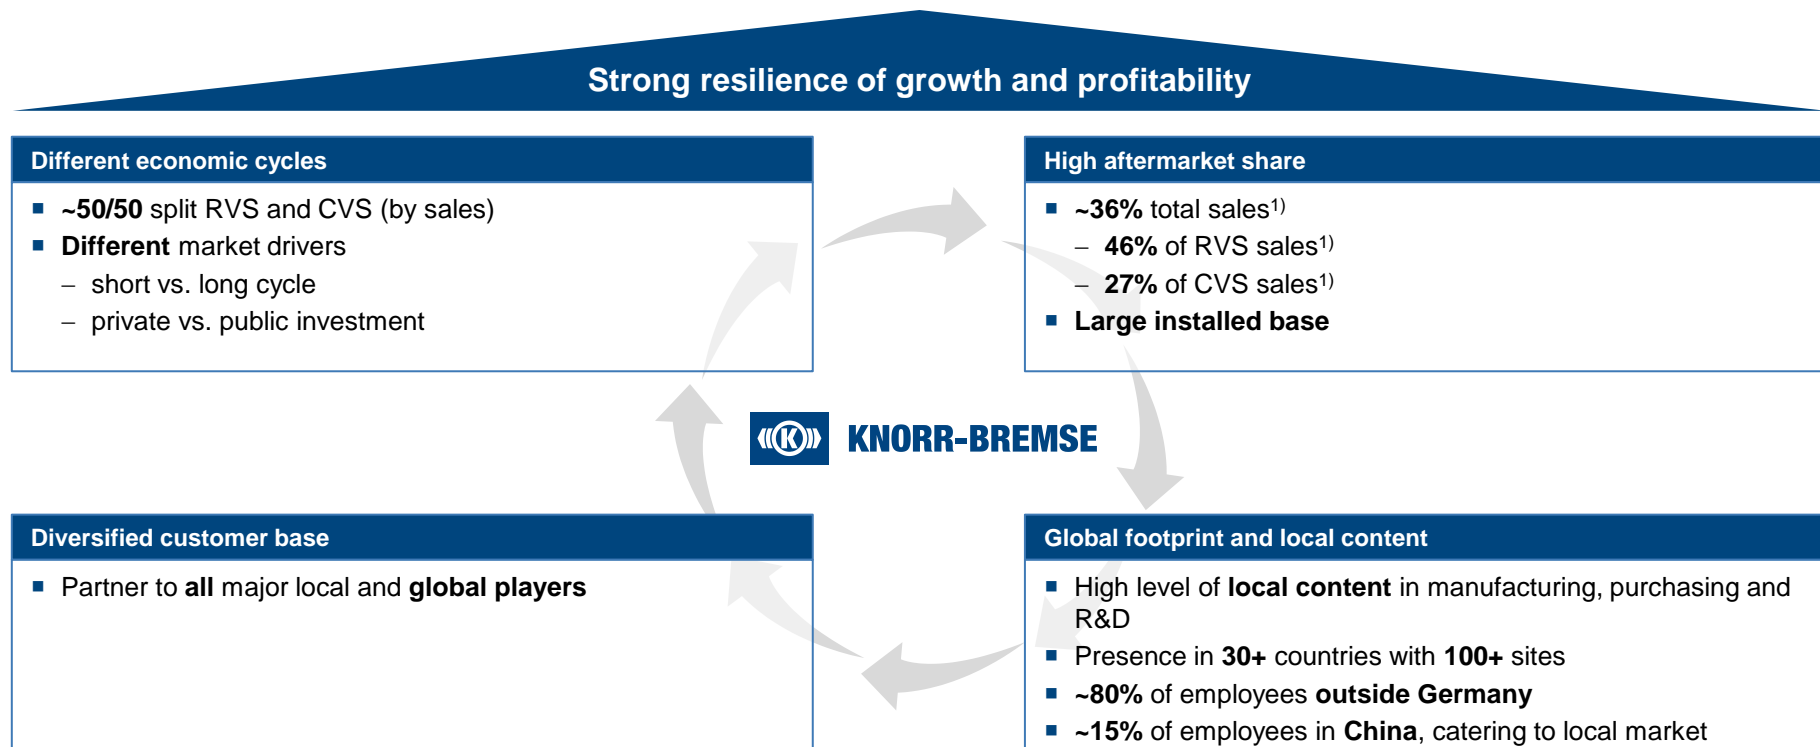 Strong resilience of growth and profitability
Different economic cycles
▪ ~50/50 split RVS and CVS (by sales)
▪ Different market drivers
– short vs. long cycle
– private vs. public investment
High aftermarket share
▪ ~36% total sales1)
– 46% of RVS sales1)
– 27% of CVS sales1)
▪ Large installed base
K KNORR-BREMSE
Diversified customer base
▪ Partner to all major local and global players
Global footprint and local content
▪ High level of local content in manufacturing, purchasing and
R&D
▪ Presence in 30+ countries with 100+ sites
▪ ~80% of employees outside Germany
▪ ~15% of employees in China, catering to local market